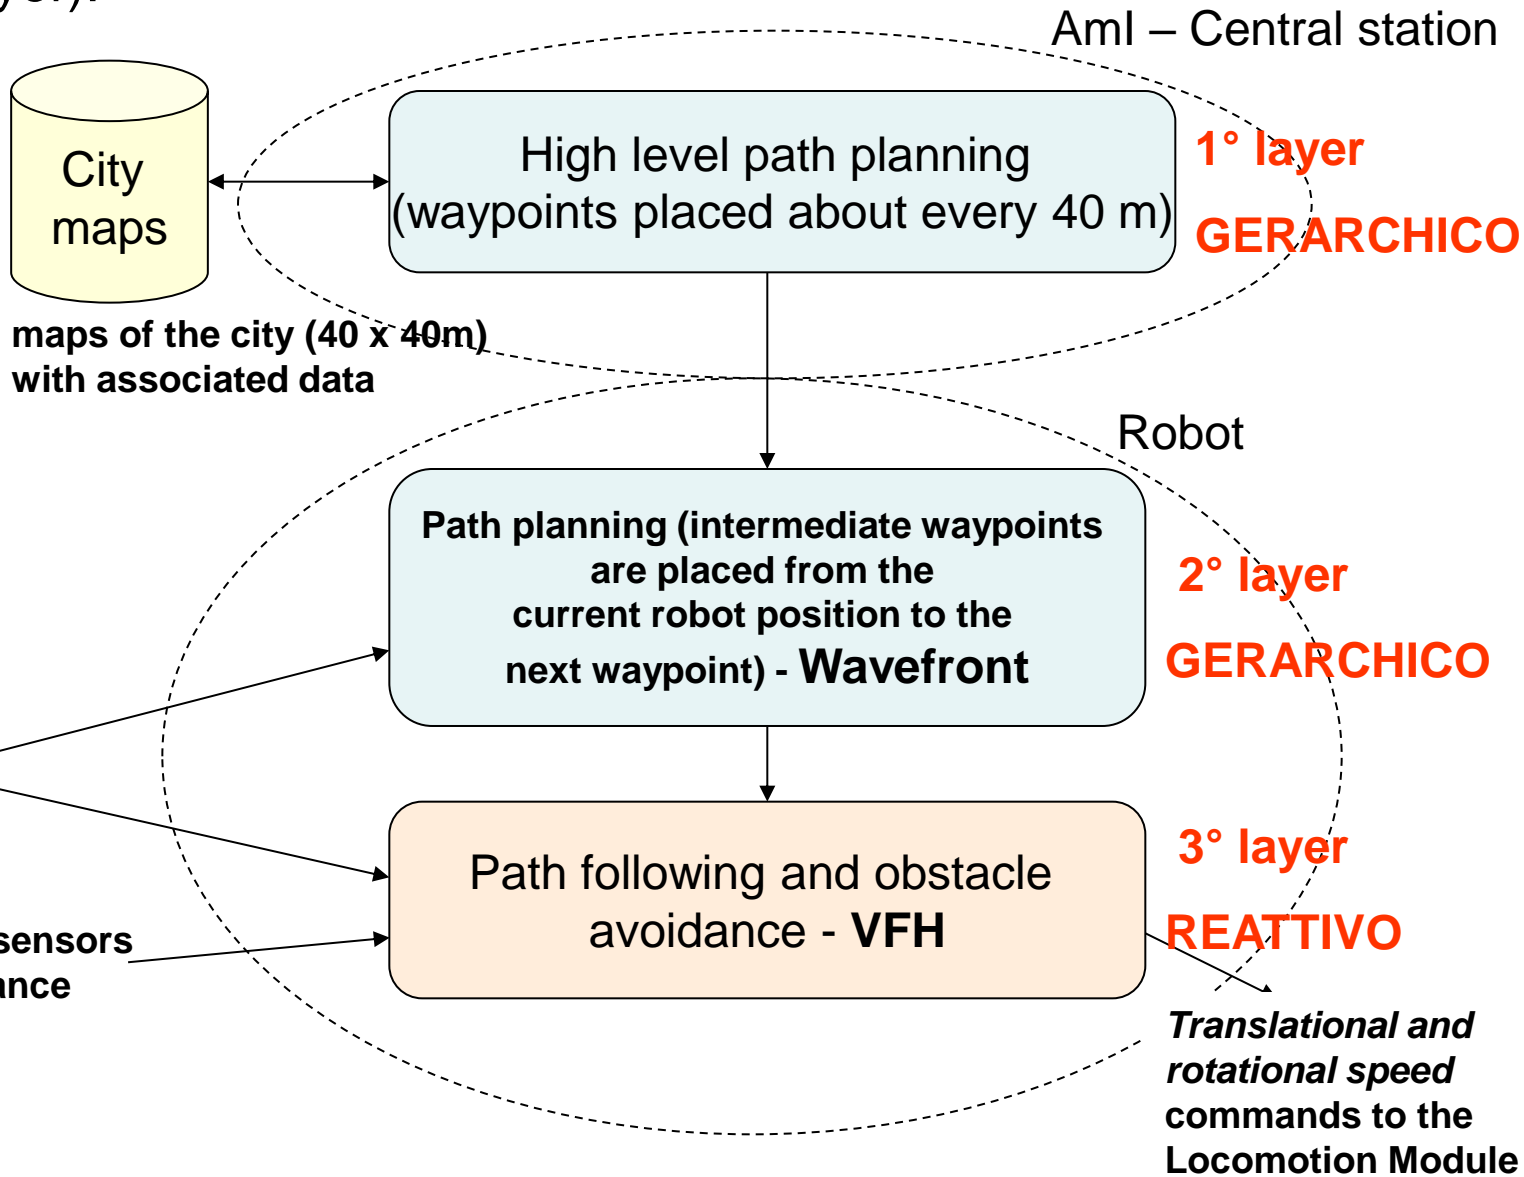 AmI – Central station
City
maps
High level path planning
(waypoints placed about every 40 m)
1° layer
GERARCHICO
maps of the city (40 x 40m)
with associated data
Robot
Path planning (intermediate waypoints
are placed from the
current robot position to the
next waypoint) - Wavefront
2° layer
GERARCHICO
Path following and obstacle
avoidance - VFH
3° layer
REATTIVO
sensors
Translational and
rotational speed
commands to the
Locomotion Module